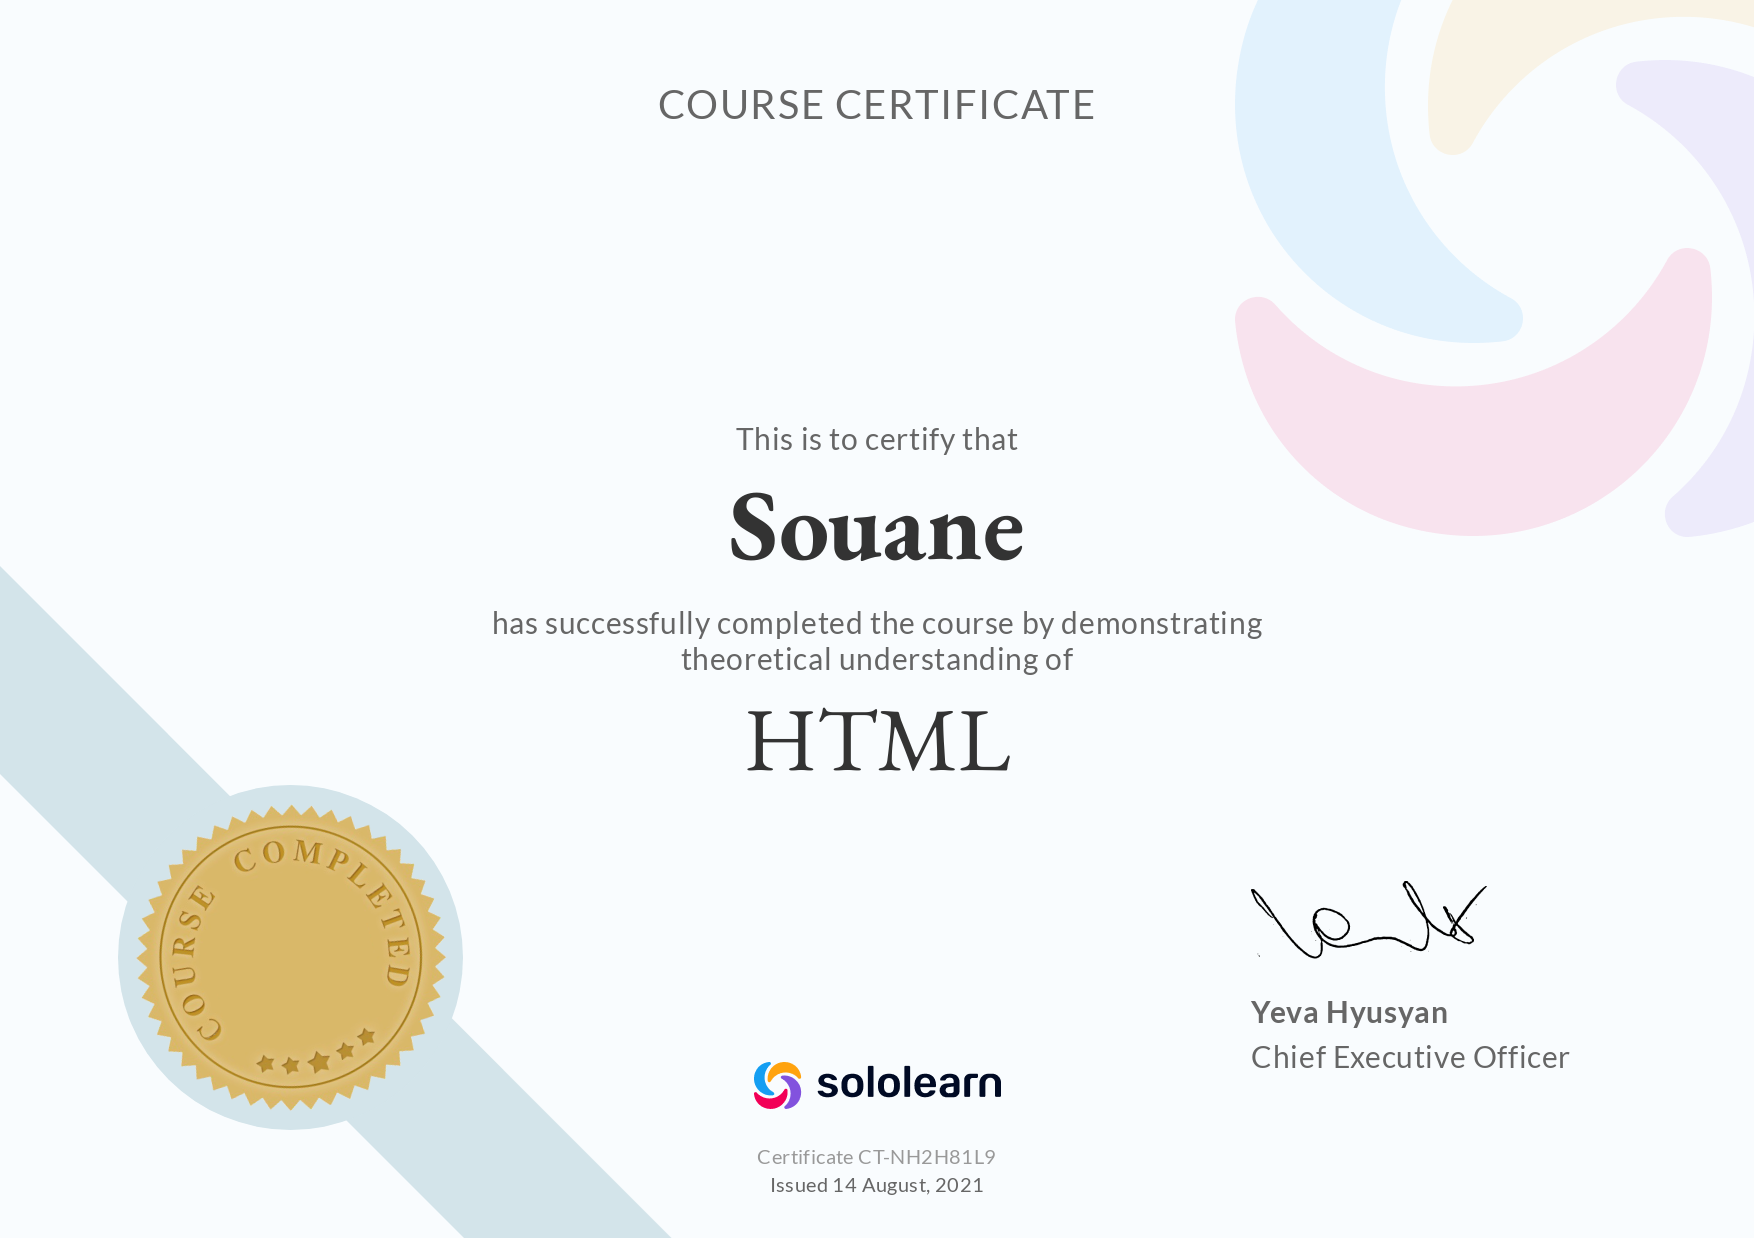 COURSE CERTIFICATE
This is to certify that
Souane
has successfully completed the course by demonstrating
theoretical understanding of
HTML
COURSE COMPLETED
Yeva Hyusyan
Chief Executive Officer
sololearn
Certificate CT-NH2H81L9
Issued 14 August, 2021